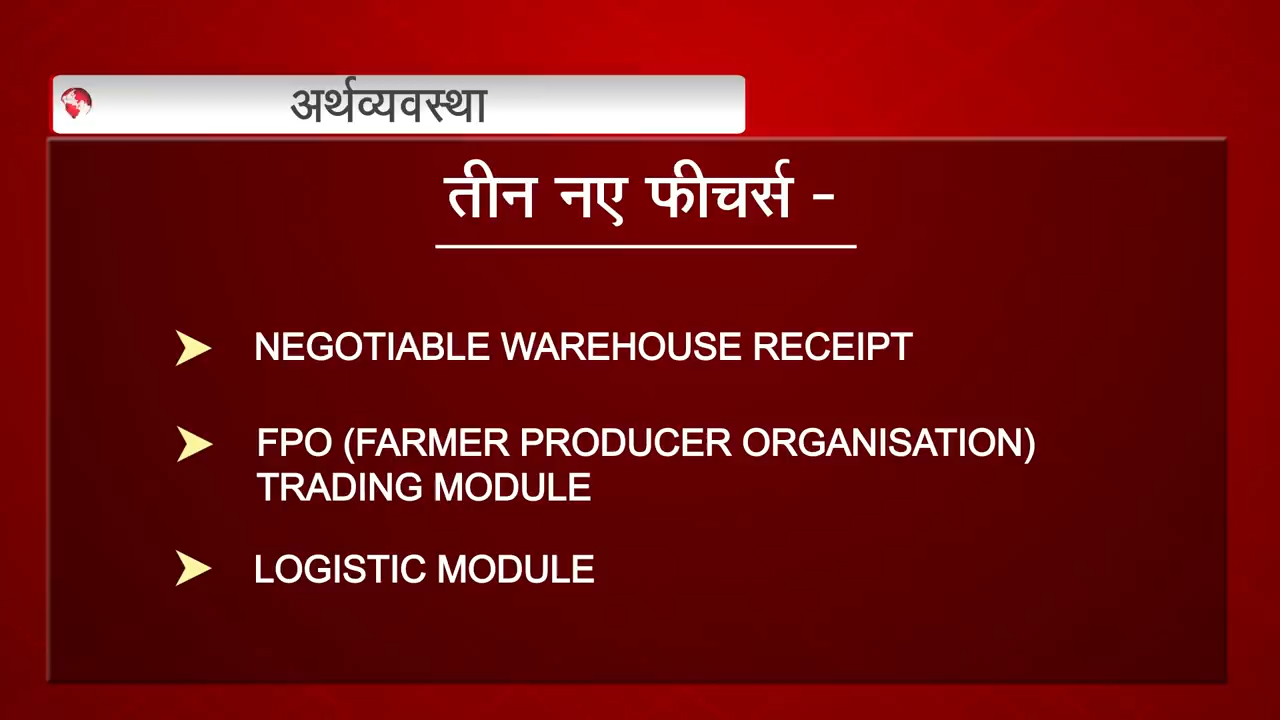 अर्थव्यवस्था
तीन नए फीचर्स -
NEGOTIABLE WAREHOUSE RECEIPT
FPO (FARMER PRODUCER ORGANISATION)
TRADING MODULE
LOGISTIC MODULE